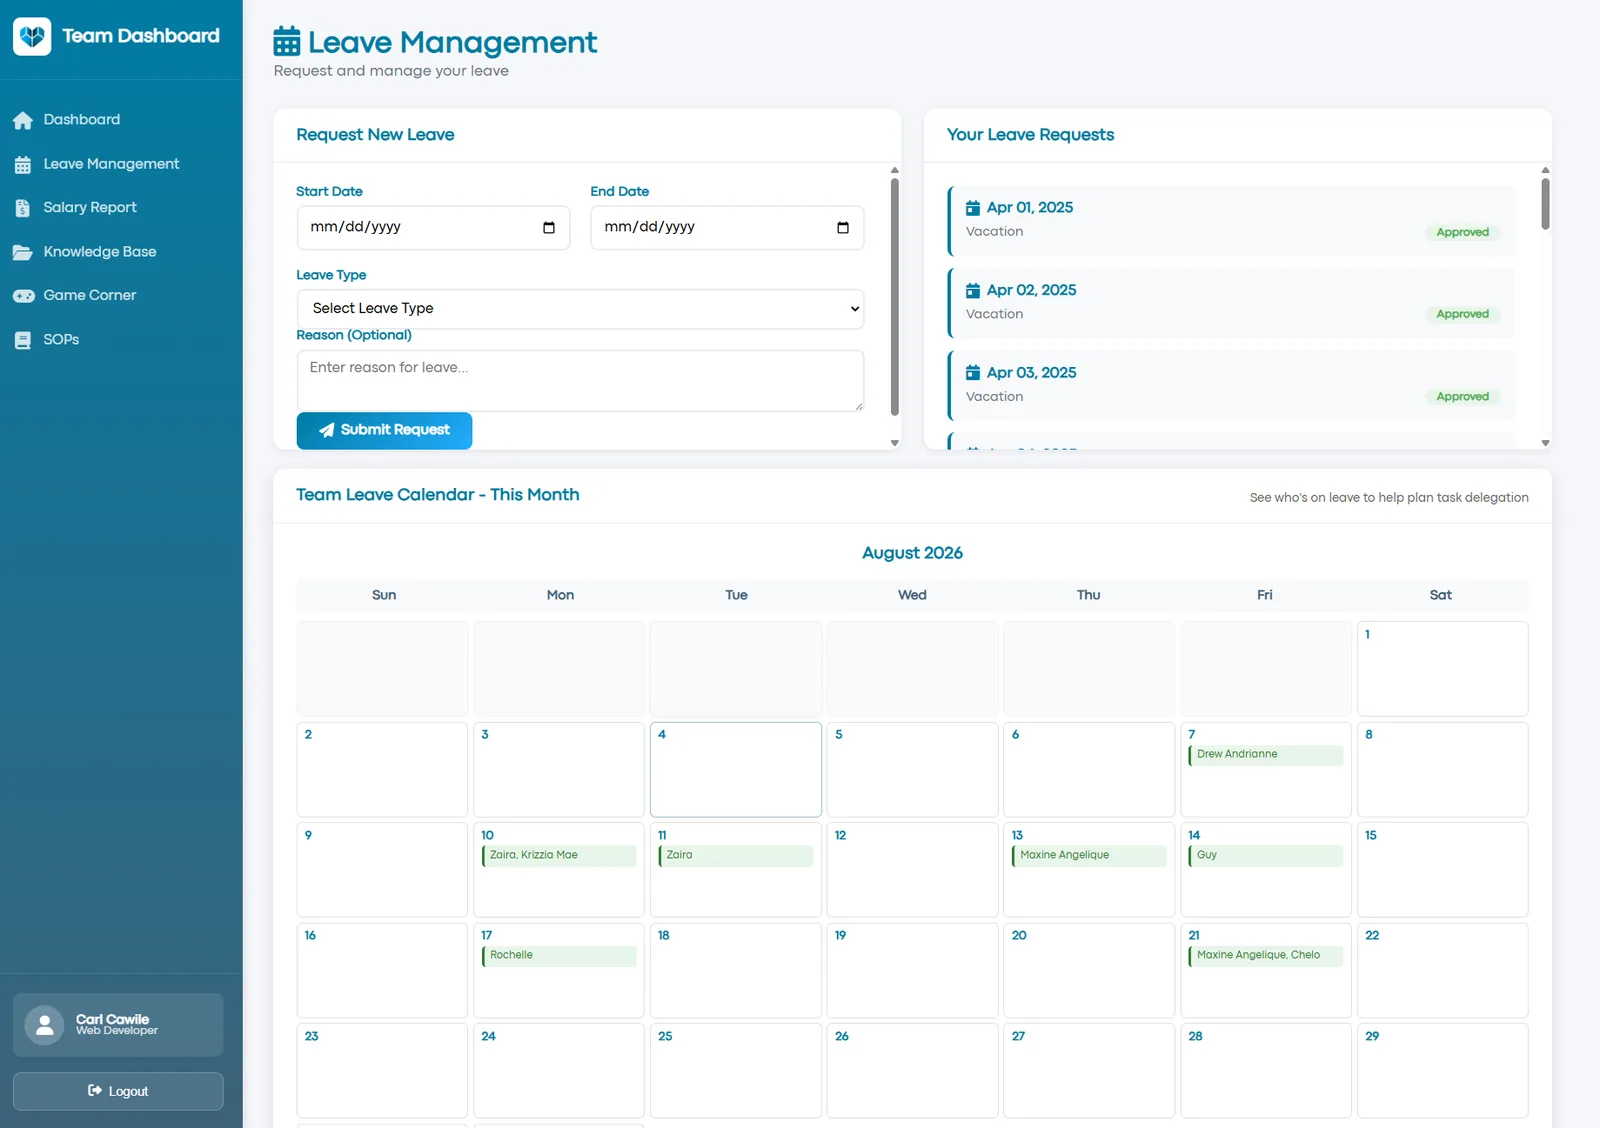 Team Dashboard
Dashboard
Leave Management
Salary Report
Knowledge Base
Game Corner
SOPs
Carl Cawile
Web Developer
Logout
Leave Management
Request and manage your leave
Request New Leave
Start Date
End Date
mm/dd/yyyy
mm/dd/yyyy
Leave Type
Select Leave Type
Reason (Optional)
Enter reason for leave...
Submit Request
Your Leave Requests
Apr 01, 2025
Vacation
Approved
Apr 02, 2025
Vacation
Approved
Apr 03, 2025
Vacation
Approved
Team Leave Calendar - This Month
See who's on leave to help plan task delegation
August 2026
Sun Mon Tue Wed Thu Fri Sat
1
2 3 4 5 6 7 8
Drew Andrianne
9 10 11 12 13 14 15
Zaira, Krizzia Mae
Zaira
Maxine Angelique
Guy
16 17 18 19 20 21 22
Rochelle
Maxine Angelique, Chelo
23 24 25 26 27 28 29